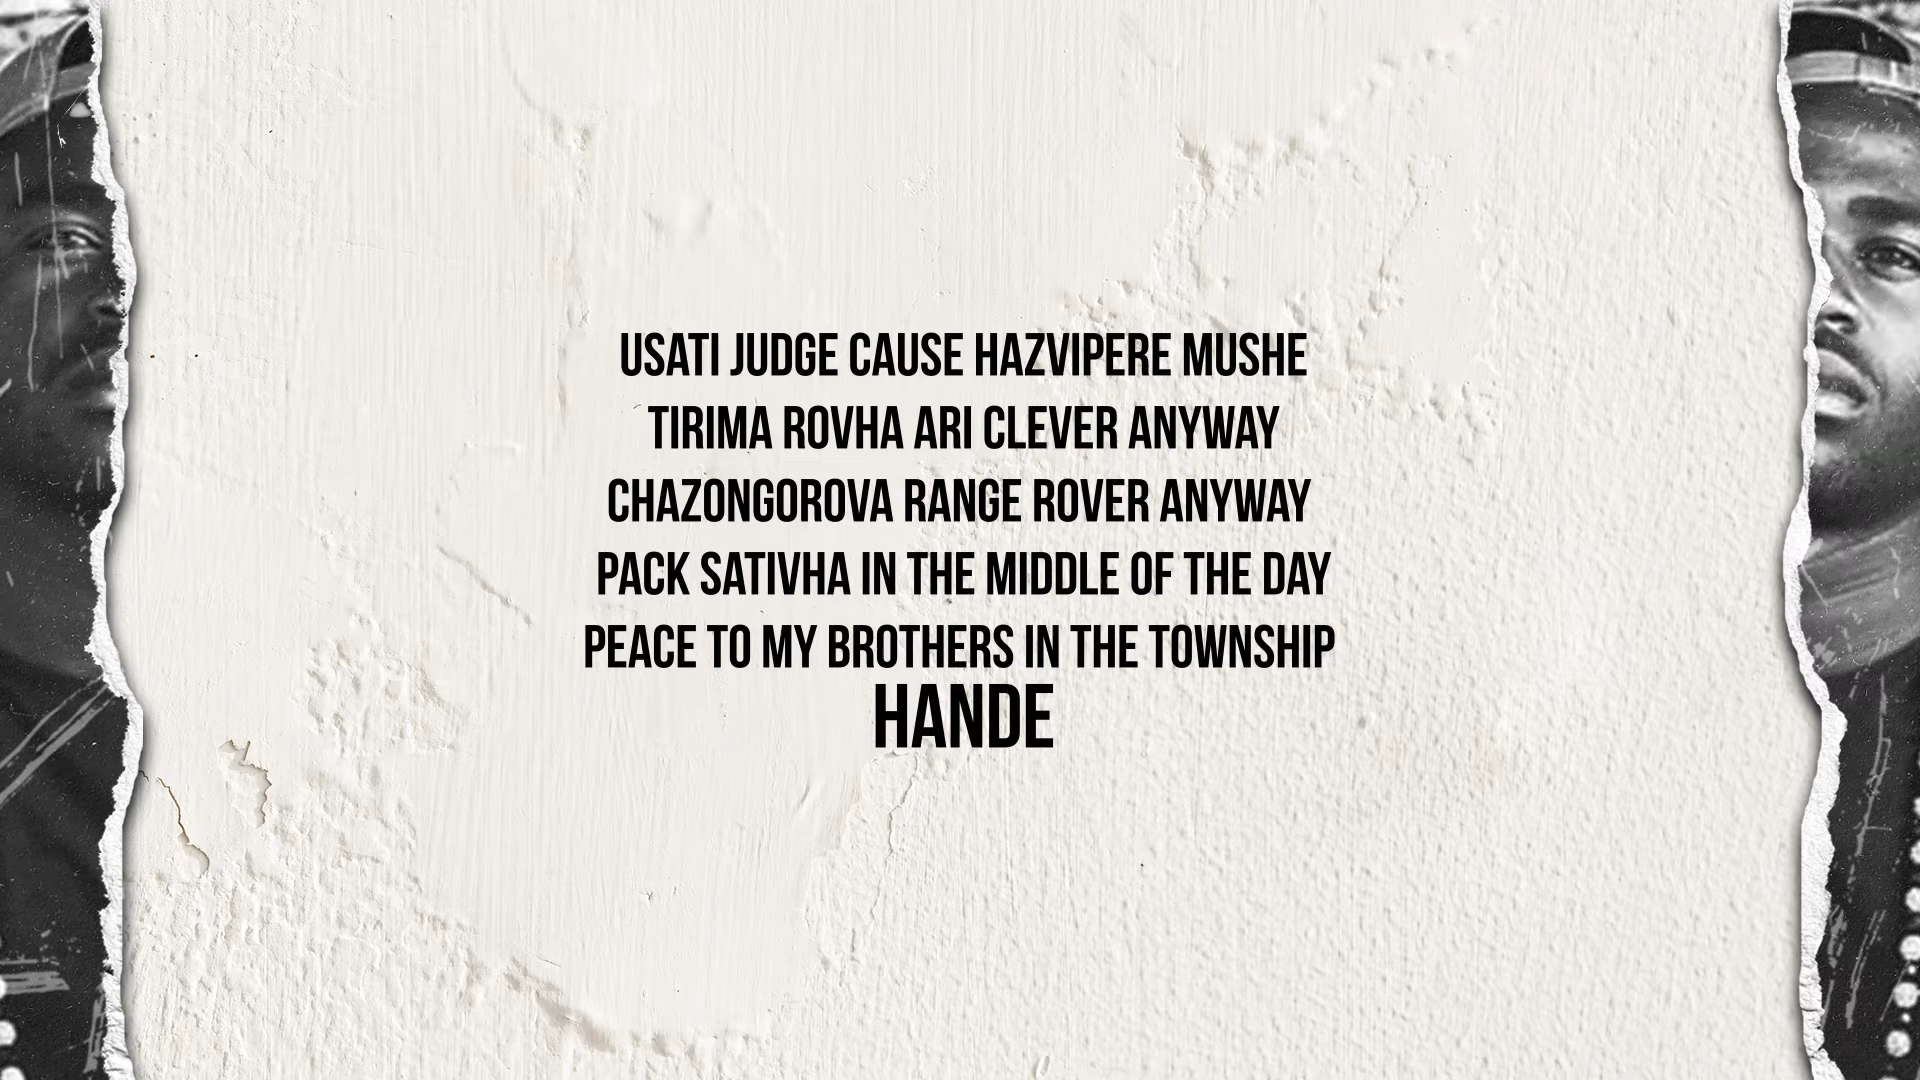 USATI JUDGE CAUSE HAZVIPERE MUSHE
TIRIMA ROVHA ARI CLEVER ANYWAY
CHAZONGOROVA RANGE ROVER ANYWAY
PACK SATIVHA IN THE MIDDLE OF THE DAY
PEACE TO MY BROTHERS IN THE TOWNSHIP
HANDE